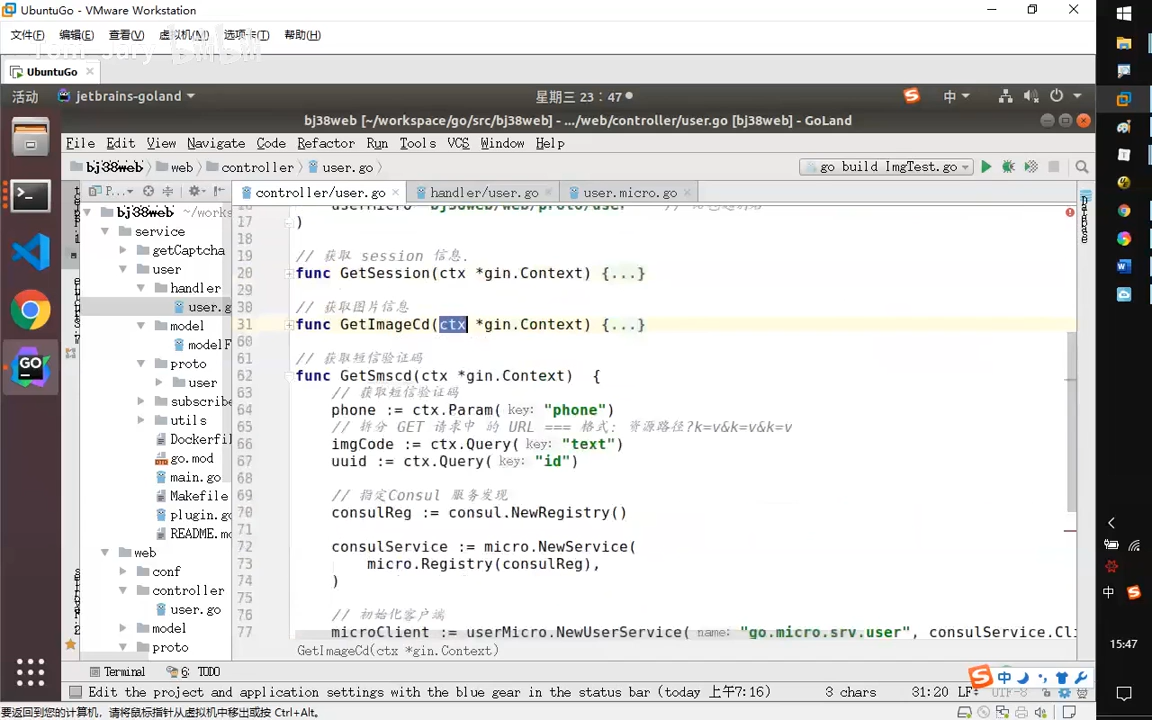 UbuntuGo - VMware Workstation
文件(F) 编辑(E) 查看(V) 虚拟机(M) 选项卡(T) 帮助(H)
UbuntuGo
活动 jetbrains-goland 星期三 23：47 中
bj38web [~/workspace/go/src/bj38web] - .../web/controller/user.go [bj38web] - GoLand
File Edit View Navigate Code Refactor Run Tools VCS Window Help
bj38web web controller user.go go build ImgTest.go
P... controller/user.go handler/user.go user.micro.go
bj38web ~/works
service
getCaptcha
user
handler
user.g
model
modelF
proto
user
subscribe
utils
Dockerfil
go.mod
main.go
Makefile
plugin.go
README.m
web
conf
controller
user.go
model
proto
17 )
18
19 // 获取 session 信息.
20 func GetSession(ctx *gin.Context) {...}
29
30 // 获取图片信息
31 func GetImageCd(ctx *gin.Context) {...}
60
61 // 获取短信验证码
62 func GetSmscd(ctx *gin.Context) {
63 // 获取短信验证码
64 phone := ctx.Param( key: "phone")
65 // 拆分 GET 请求中 的 URL === 格式: 资源路径?k=v&k=v&k=v
66 imgCode := ctx.Query( key: "text")
67 uuid := ctx.Query( key: "id")
68
69 // 指定Consul 服务发现
70 consulReg := consul.NewRegistry()
71
72 consulService := micro.NewService(
73 micro.Registry(consulReg),
74 )
75
76 // 初始化客户端
77 microClient := userMicro.NewUserService( name: "go.micro.srv.user", consulService.Cli
GetImageCd(ctx *gin.Context)
Terminal 6: TODO
Edit the project and application settings with the blue gear in the status bar (today 上午7:16) 3 chars 31:20 LF UTF-8
要返回到您的计算机，请将鼠标指针从虚拟机中移出或按 Ctrl+Alt。
Database
中
中
15:47